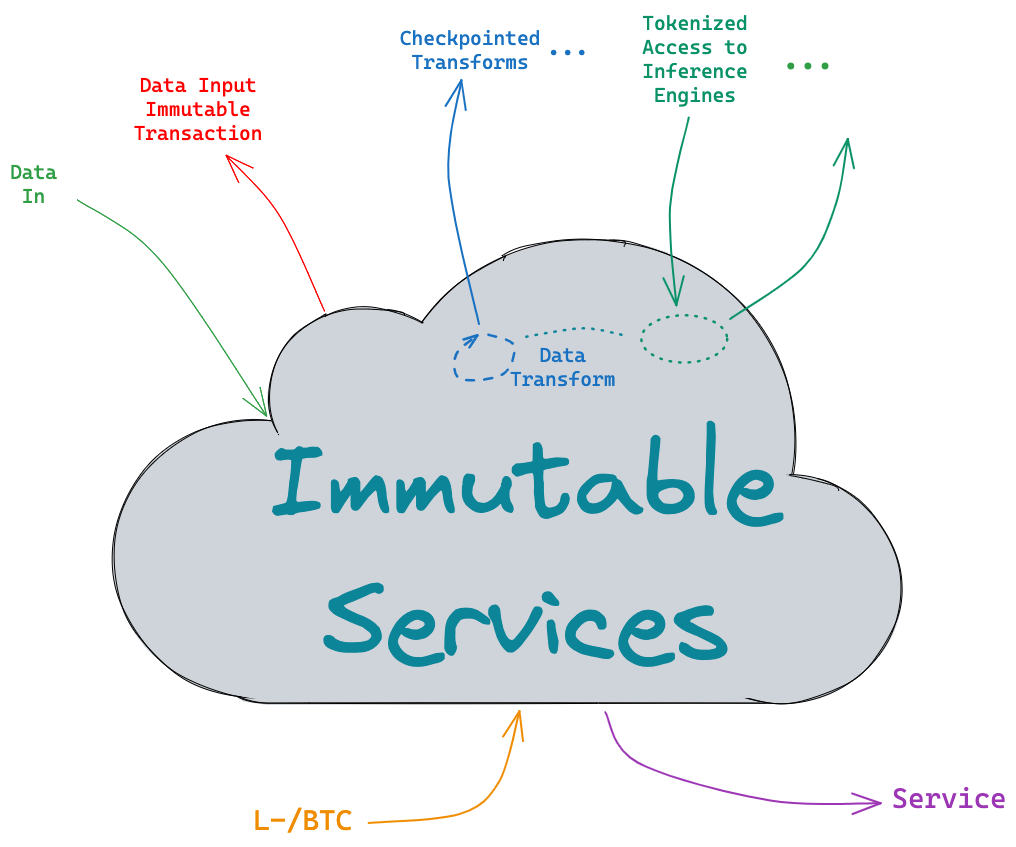 Data
In
Data Input
Immutable
Transaction
Checkpointed
Transforms
...
Tokenized
Access to
Inference
Engines
...
Data
Transform
Immutable
Services
L-/BTC
Service